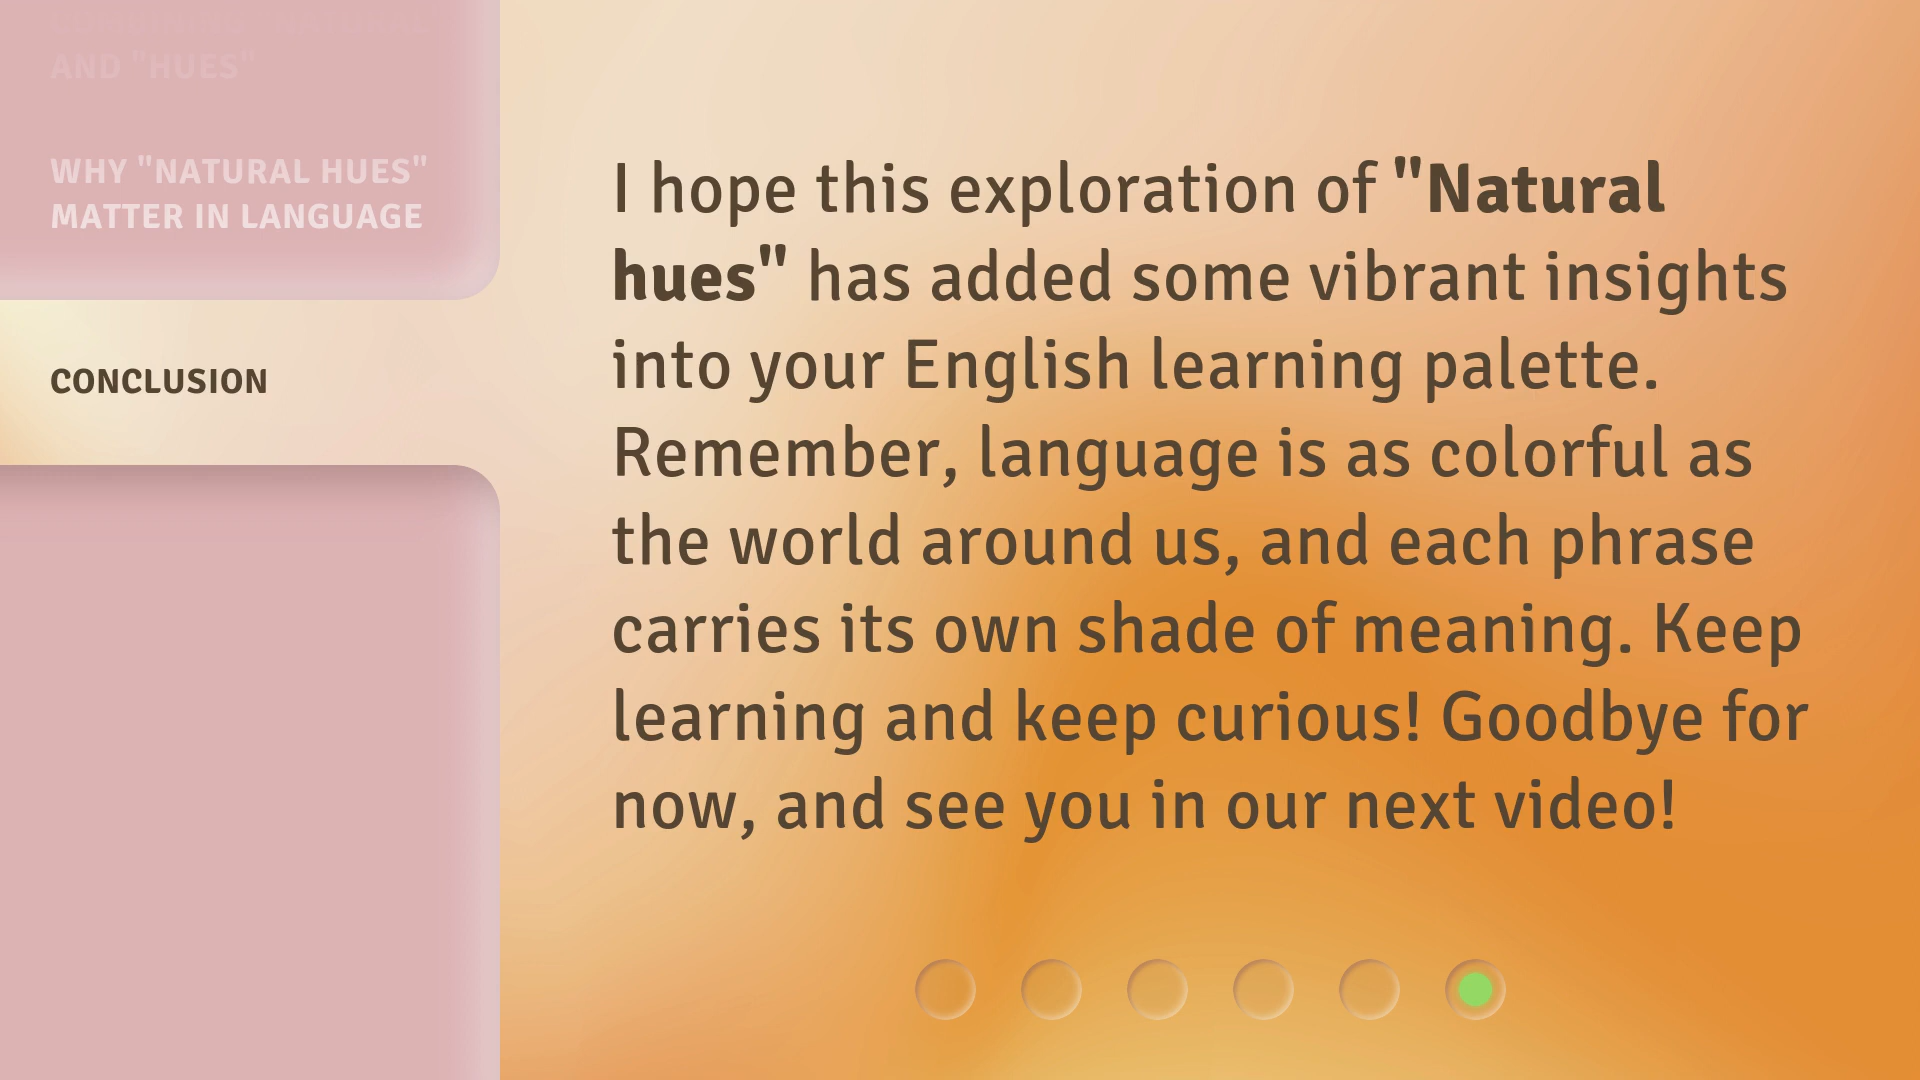 AND "HUES"
WHY "NATURAL HUES"
MATTER IN LANGUAGE
CONCLUSION
I hope this exploration of "Natural
hues" has added some vibrant insights
into your English learning palette.
Remember, language is as colorful as
the world around us, and each phrase
carries its own shade of meaning. Keep
learning and keep curious! Goodbye for
now, and see you in our next video!